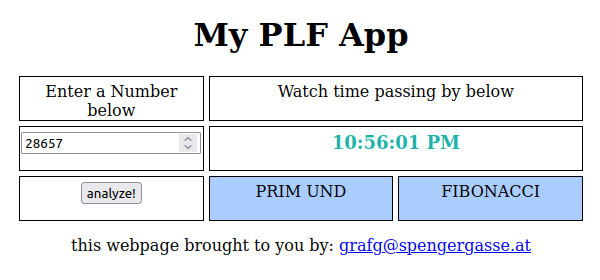 My PLF App
Enter a Number
below
Watch time passing by below
28657
10:56:01 PM
analyze!
PRIM UND
FIBONACCI
this webpage brought to you by: grafg@spengergasse.at